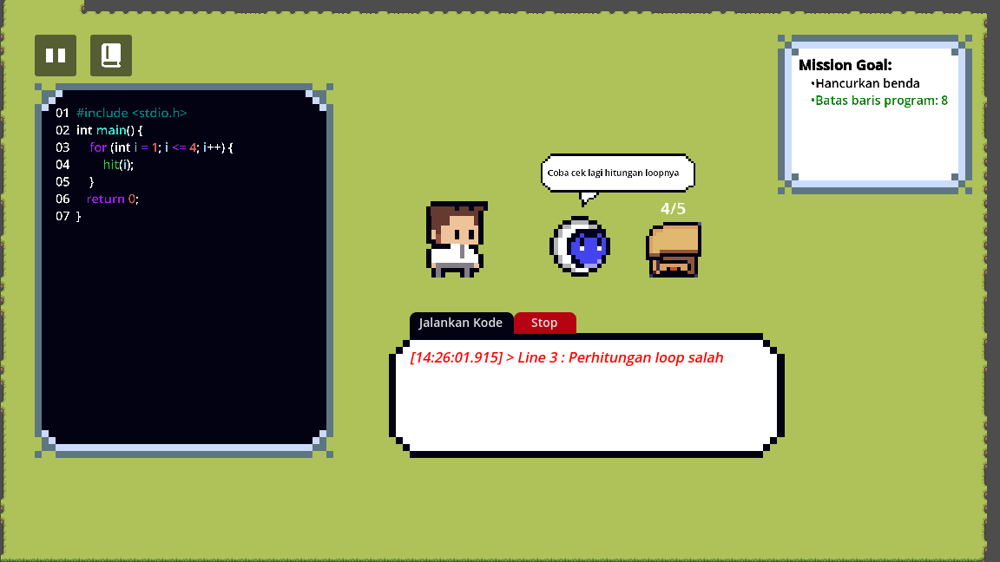 01 #include <stdio.h>
02 int main() {
03 for (int i = 1; i <= 4; i++) {
04 hit(i);
05 }
06 return 0;
07 }
Mission Goal:
•Hancurkan benda
•Batas baris program: 8
Coba cek lagi hitungan loopnya
4/5
Jalankan Kode
Stop
[14:26:01.915] > Line 3 : Perhitungan loop salah